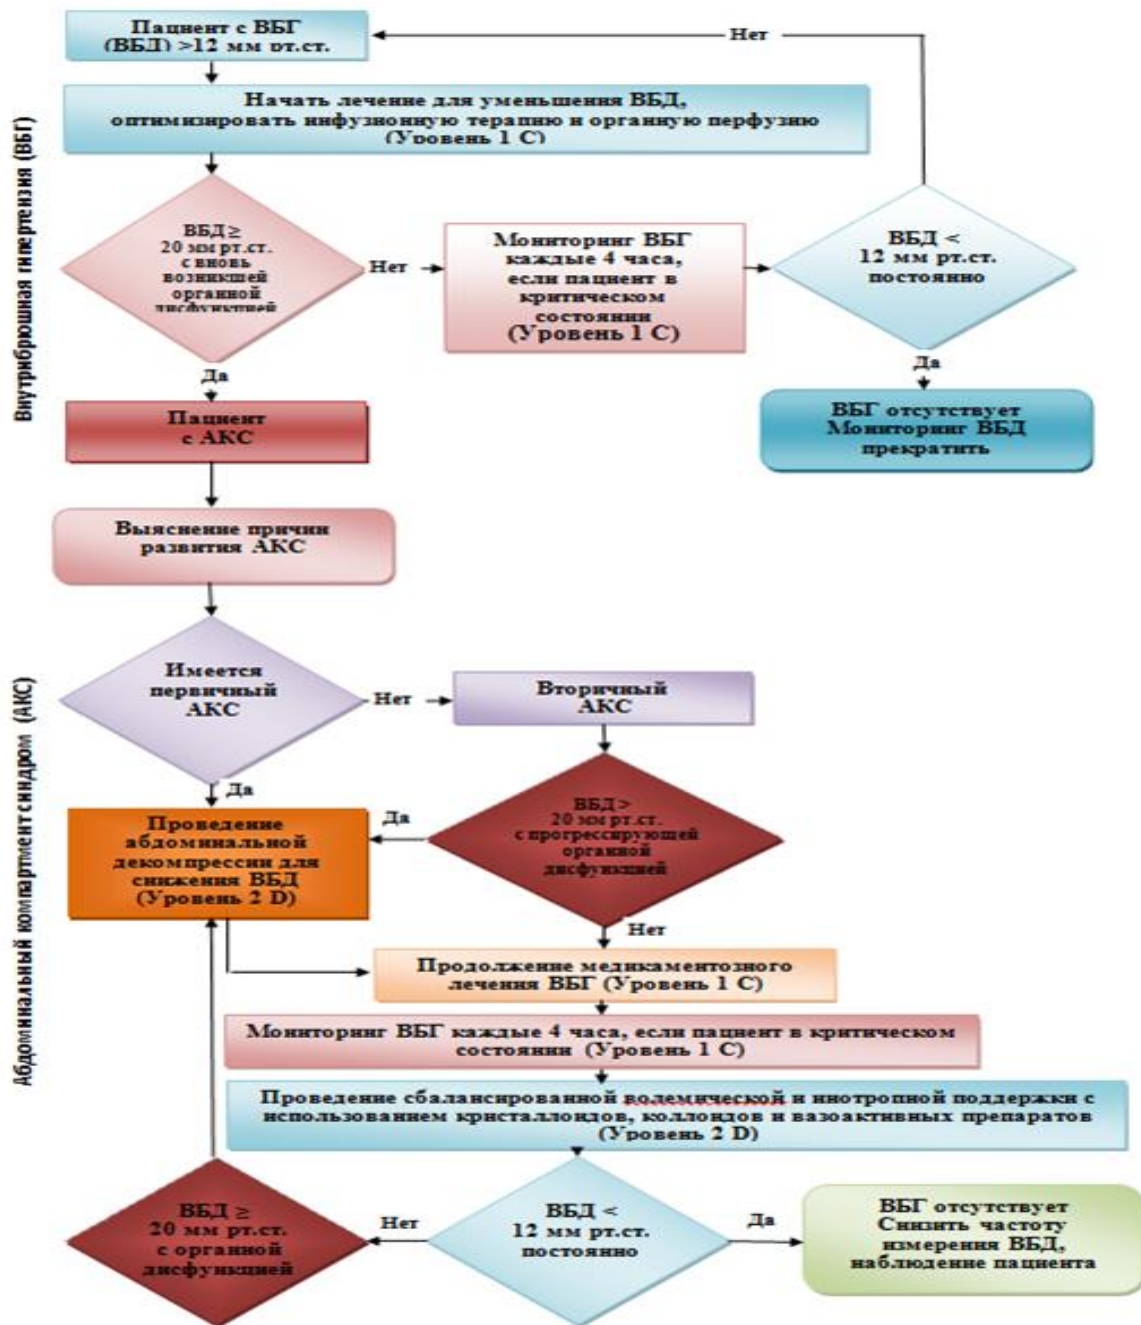 Пациент с ВБГ
(ВБД) >12 мм рт.ст.
Нет
Начать лечение для уменьшения ВБД,
оптимизировать инфузионную терапию и органную перфузию
(Уровень 1 C)
Внутрибрюшная гипертензия (ВБГ)
ВБД ≥
20 мм рт.ст.
с вновь
возникшей
органной
дисфункцией
Нет
Мониторинг ВБГ
каждые 4 часа,
если пациент в
критическом
состоянии
(Уровень 1 C)
ВБД <
12 мм рт.ст.
постоянно
Да
Да
Пациент
с АКС
ВБГ отсутствует
Мониторинг ВБД
прекратить
Выяснение причин
развития АКС
Абдоминальный компартмент синдром (АКС)
Имеется
первичный
АКС
Нет
Вторичный
АКС
Да
Проведение
абдоминальной
декомпрессии для
снижения ВБД
(Уровень 2 D)
Да
ВБД >
20 мм рт.ст.
с прогрессирующей
органной
дисфункцией
Нет
Продолжение медикаментозного
лечения ВБГ (Уровень 1 C)
Мониторинг ВБГ каждые 4 часа, если пациент в критическом
состоянии (Уровень 1 C)
Проведение сбалансированной волемической и инотропной поддержки с
использованием кристаллоидов, коллоидов и вазоактивных препаратов
(Уровень 2 D)
ВБД ≥
20 мм рт.ст.
с органной
дисфункцией
Нет
ВБД <
12 мм рт.ст.
постоянно
Да
ВБГ отсутствует
Снизить частоту
измерения ВБД,
наблюдение пациента